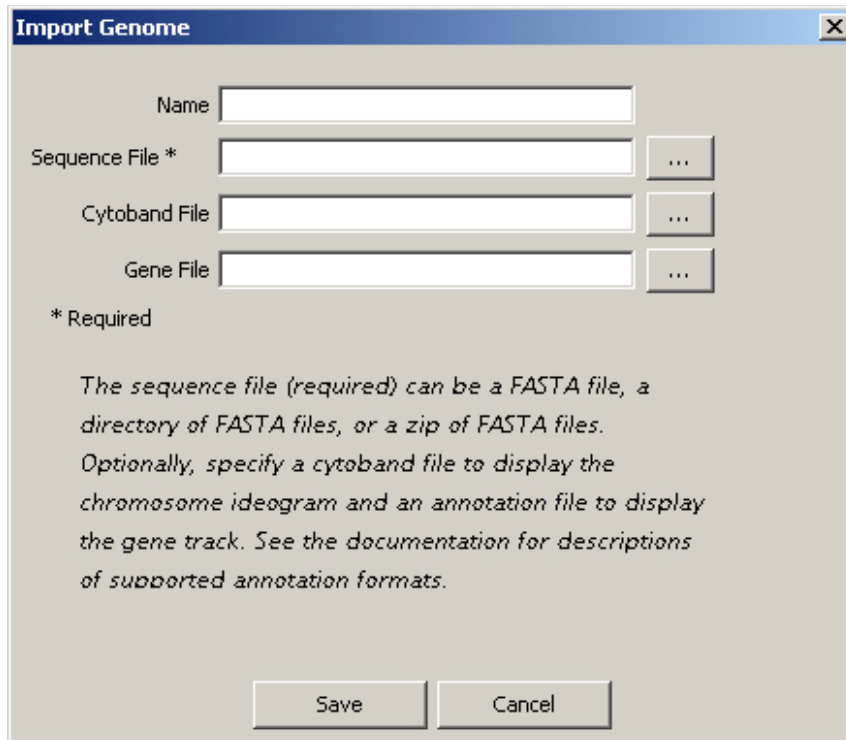 Import Genome
Name
Sequence File * ...
Cytoband File ...
Gene File ...
* Required
The sequence file (required) can be a FASTA file, a
directory of FASTA files, or a zip of FASTA files.
Optionally, specify a cytoband file to display the
chromosome ideogram and an annotation file to display
the gene track. See the documentation for descriptions
of supported annotation formats.
Save Cancel